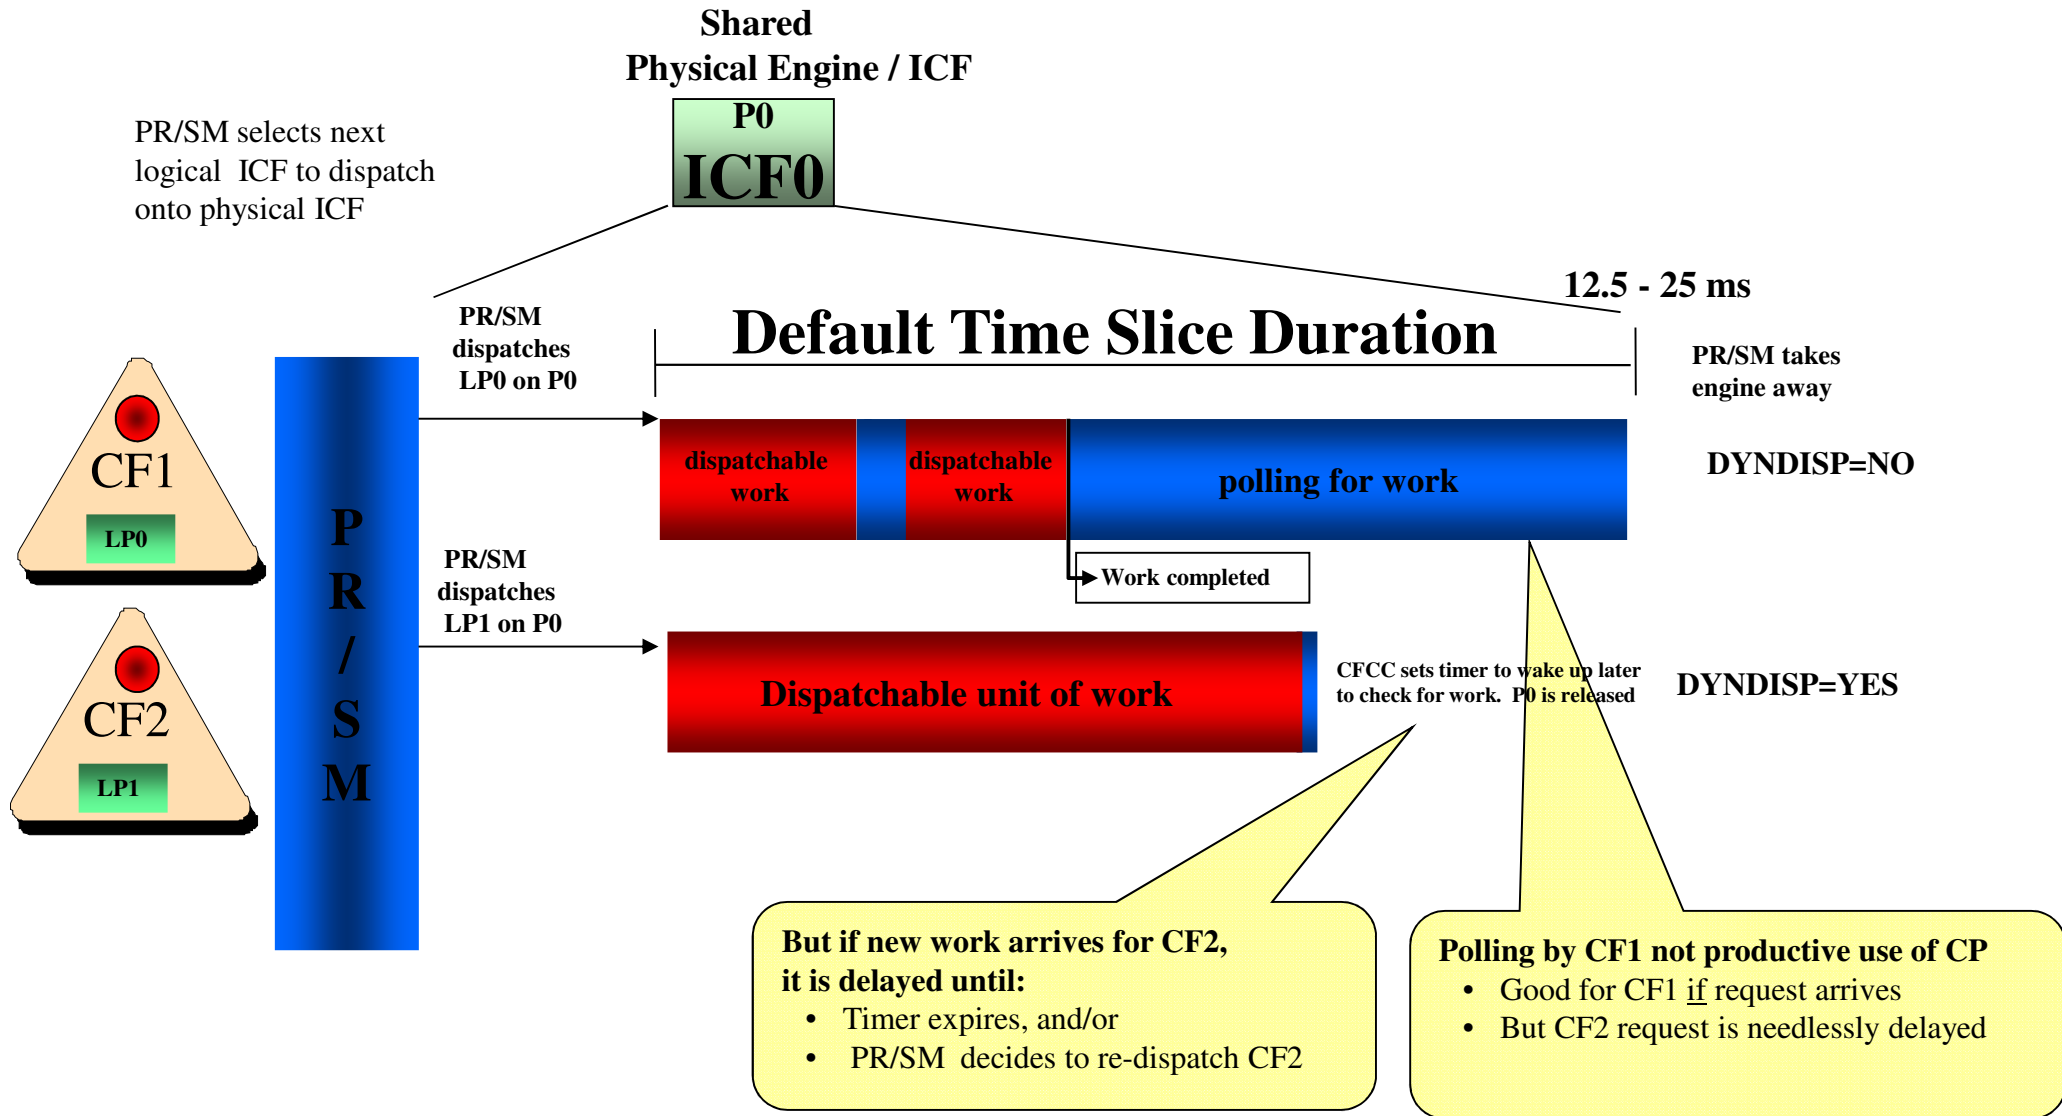 Shared
Physical Engine / ICF
P0
ICF0
PR/SM selects next
logical ICF to dispatch
onto physical ICF
12.5 - 25 ms
Default Time Slice Duration
PR/SM
dispatches
LP0 on P0
PR/SM takes
engine away
CF1
LP0
P
R
/
S
M
dispatchable
work
dispatchable
work
polling for work
DYNDISP=NO
Work completed
PR/SM
dispatches
LP1 on P0
CF2
LP1
Dispatchable unit of work
CFCC sets timer to wake up later
to check for work. P0 is released
DYNDISP=YES
But if new work arrives for CF2,
it is delayed until:
• Timer expires, and/or
• PR/SM decides to re-dispatch CF2
Polling by CF1 not productive use of CP
• Good for CF1 if request arrives
• But CF2 request is needlessly delayed